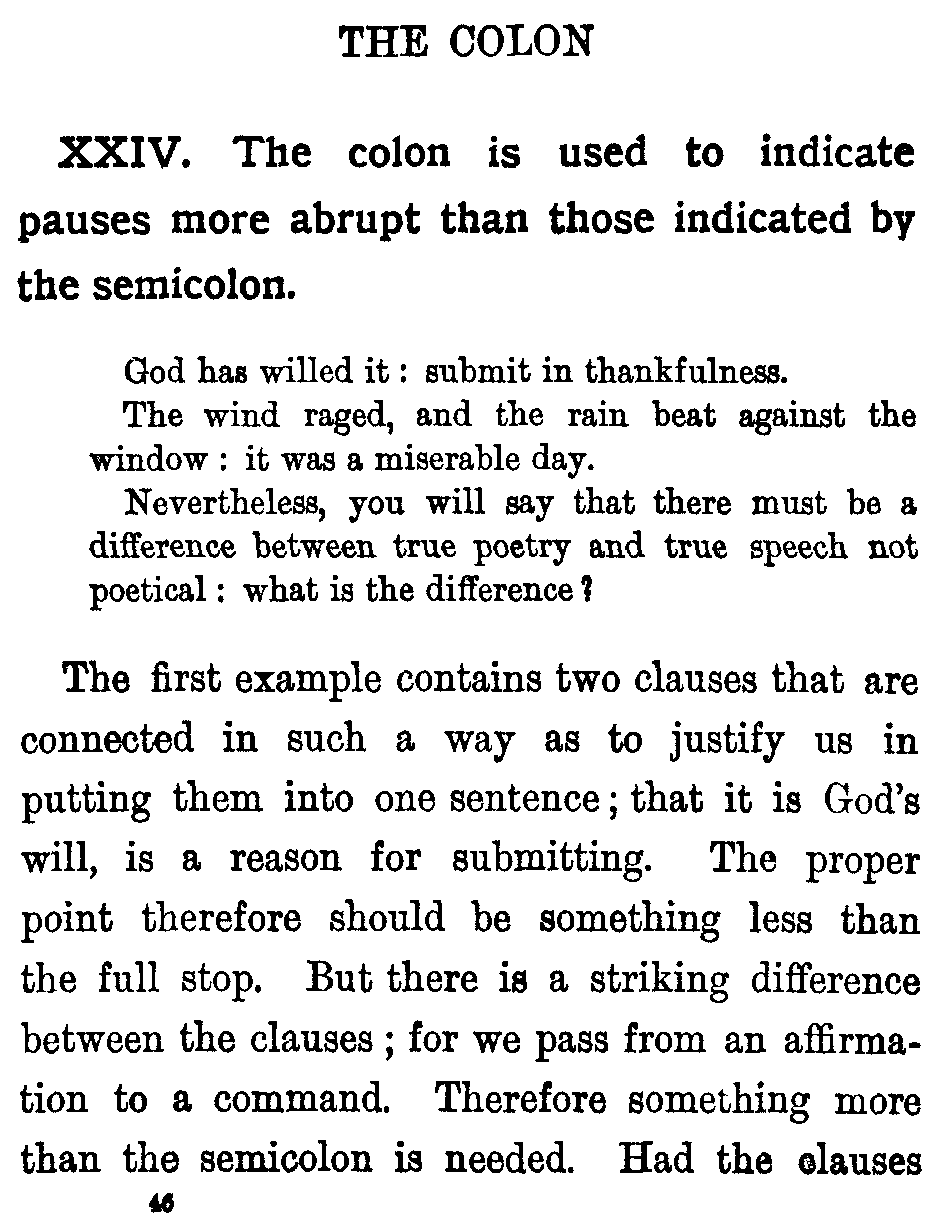 THE COLON
XXIV. The colon is used to indicate
pauses more abrupt than those indicated by
the semicolon.
God has willed it : submit in thankfulness.
The wind raged, and the rain beat against the
window : it was a miserable day.
Nevertheless, you will say that there must be a
difference between true poetry and true speech not
poetical : what is the difference ?
The first example contains two clauses that are
connected in such a way as to justify us in
putting them into one sentence ; that it is God's
will, is a reason for submitting. The proper
point therefore should be something less than
the full stop. But there is a striking difference
between the clauses ; for we pass from an affirma-
tion to a command. Therefore something more
than the semicolon is needed. Had the clauses
46